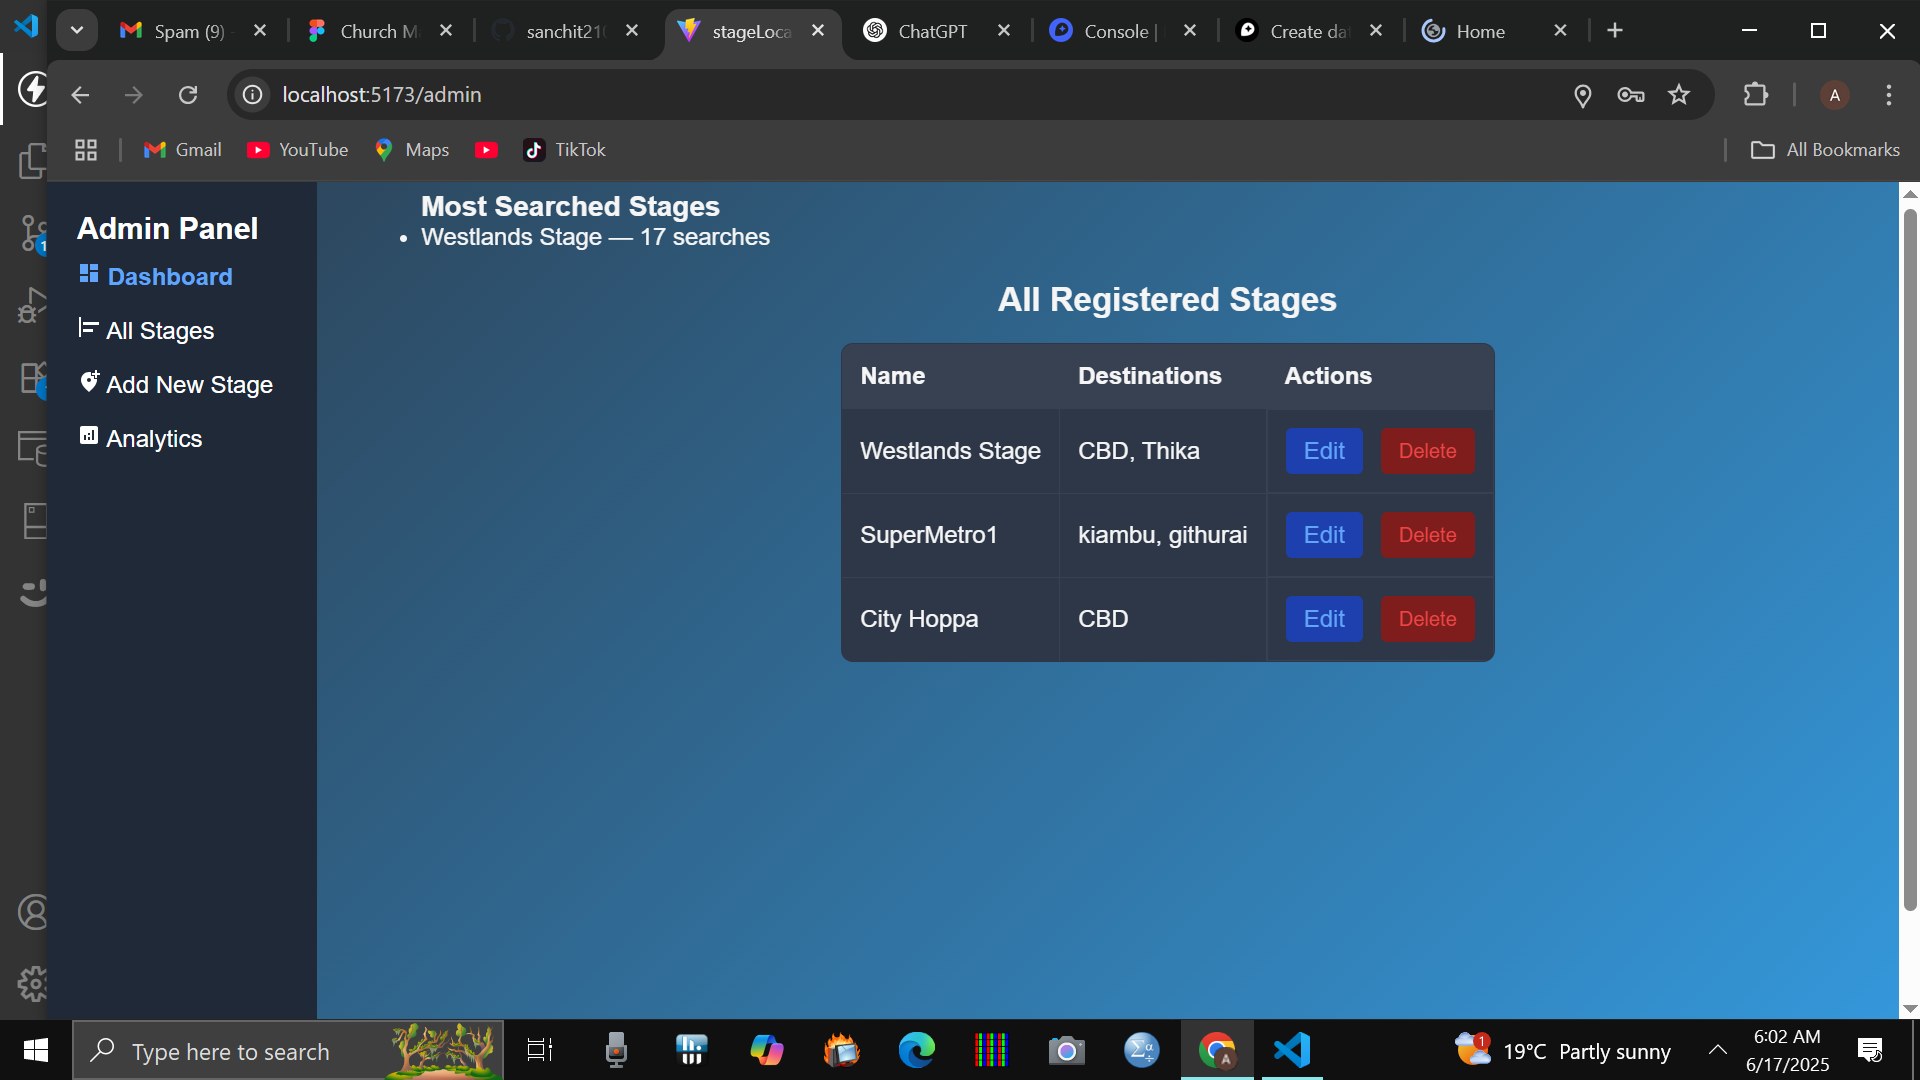 Spam (9)
Church M
sanchit210
stageLoca
ChatGPT
Console |
Create da
Home
localhost:5173/admin
A
Gmail
YouTube
Maps
TikTok
All Bookmarks
Admin Panel
Dashboard
All Stages
Add New Stage
Analytics
Most Searched Stages
• Westlands Stage — 17 searches
All Registered Stages
Name Destinations Actions
Westlands Stage CBD, Thika Edit Delete
SuperMetro1 kiambu, githurai Edit Delete
City Hoppa CBD Edit Delete
Type here to search
1
19°C Partly sunny
6:02 AM
6/17/2025